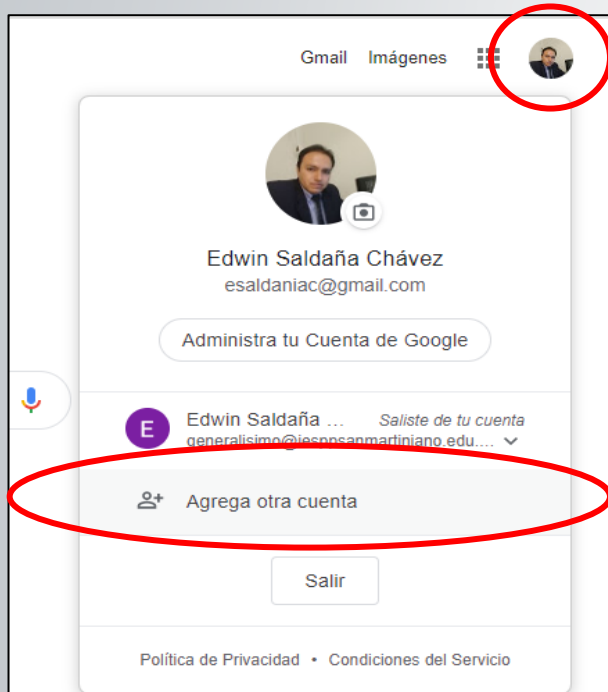 Gmail Imágenes
Edwin Saldaña Chávez
esaldaniac@gmail.com
Administra tu Cuenta de Google
E
Edwin Saldaña ... Saliste de tu cuenta
generalisimo@iesppsanmartiniano.edu....
Agrega otra cuenta
Salir
Política de Privacidad • Condiciones del Servicio